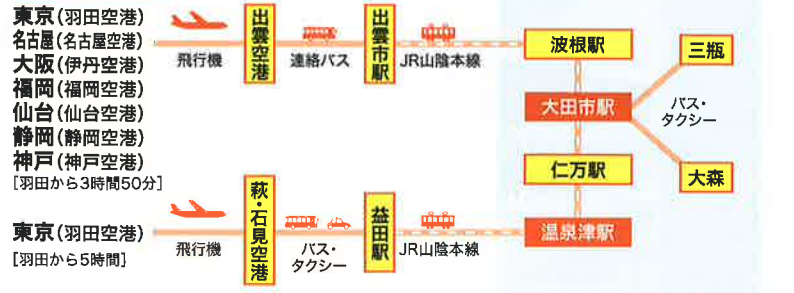 東京(羽田空港)
名古屋(名古屋空港)
大阪(伊丹空港)
福岡(福岡空港)
仙台(仙台空港)
静岡(静岡空港)
神戸(神戸空港)
[羽田から3時間50分]
飛行機
出雲空港
連絡バス
出雲市駅
JR山陰本線
波根駅
大田市駅
仁万駅
温泉津駅
三瓶
バス・
タクシー
大森
東京(羽田空港)
[羽田から5時間]
飛行機
萩・石見空港
バス・
タクシー
益田駅
JR山陰本線